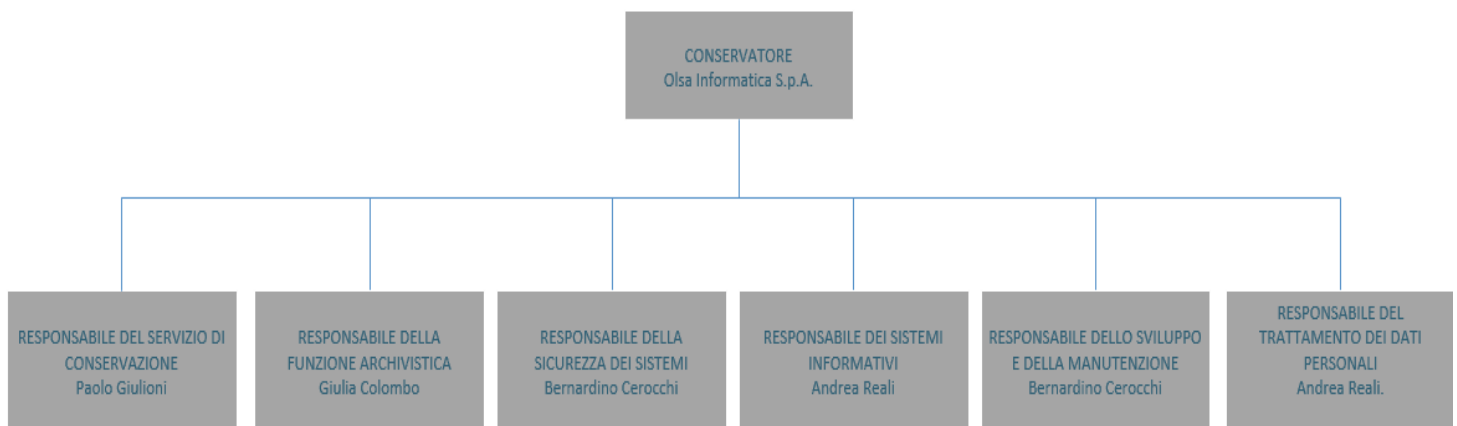 CONSERVATORE
Olsa Informatica S.p.A.
RESPONSABILE DEL SERVIZIO DI
CONSERVAZIONE
Paolo Giulioni
RESPONSABILE DELLA
FUNZIONE ARCHIVISTICA
Giulia Colombo
RESPONSABILE DELLA
SICUREZZA DEI SISTEMI
Bernardino Cerocchi
RESPONSABILE DEI SISTEMI
INFORMATIVI
Andrea Reali
RESPONSABILE DELLO SVILUPPO
E DELLA MANUTENZIONE
Bernardino Cerocchi
RESPONSABILE DEL
TRATTAMENTO DEI DATI
PERSONALI
Andrea Reali.